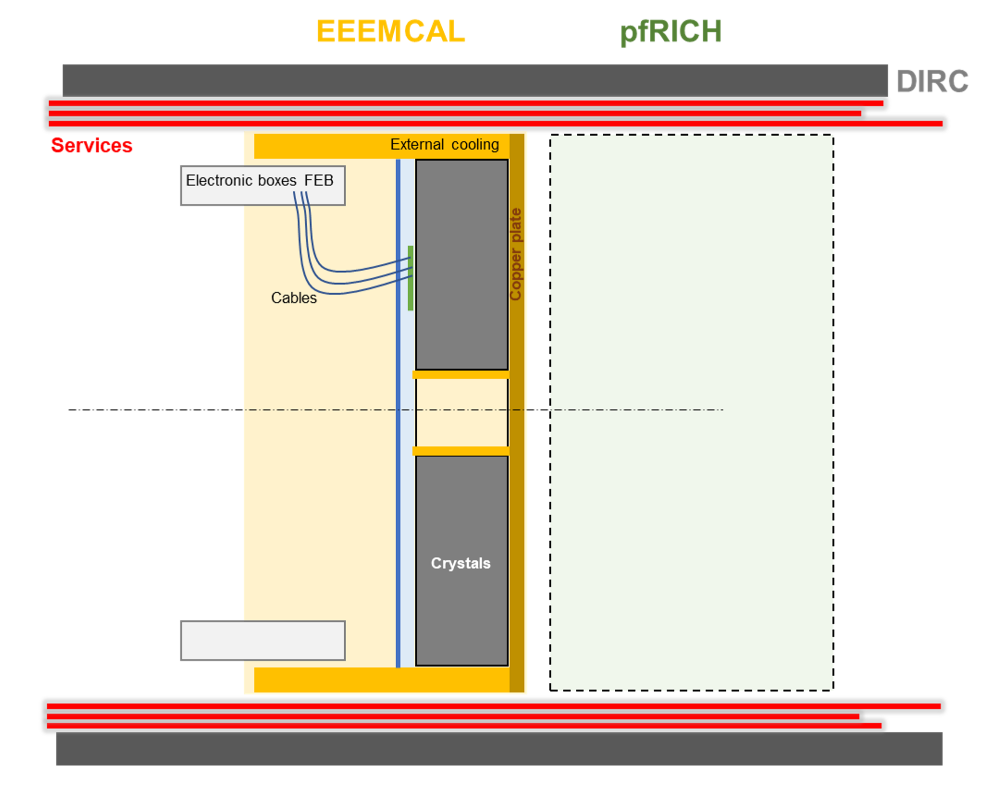 EEEMCAL
pfRICH
DIRC
Services
External cooling
Electronic boxes FEB
Copper plate
Cables
Crystals